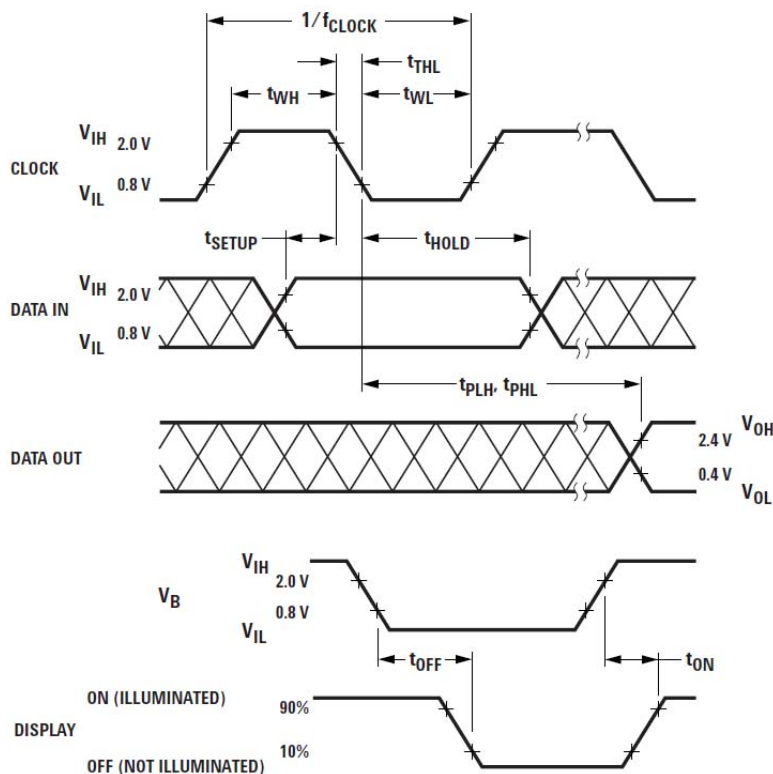 1/fCLOCK
tTHL
tWH
tWL
VIH 2.0 V
CLOCK
VIL 0.8 V
tSETUP
tHOLD
VIH 2.0 V
DATA IN
VIL 0.8 V
tPLH, tPHL
VOH
2.4 V
DATA OUT
0.4 V
VOL
VIH
2.0 V
VB
0.8 V
VIL
tOFF
tON
ON (ILLUMINATED)
90%
DISPLAY
10%
OFF (NOT ILLUMINATED)